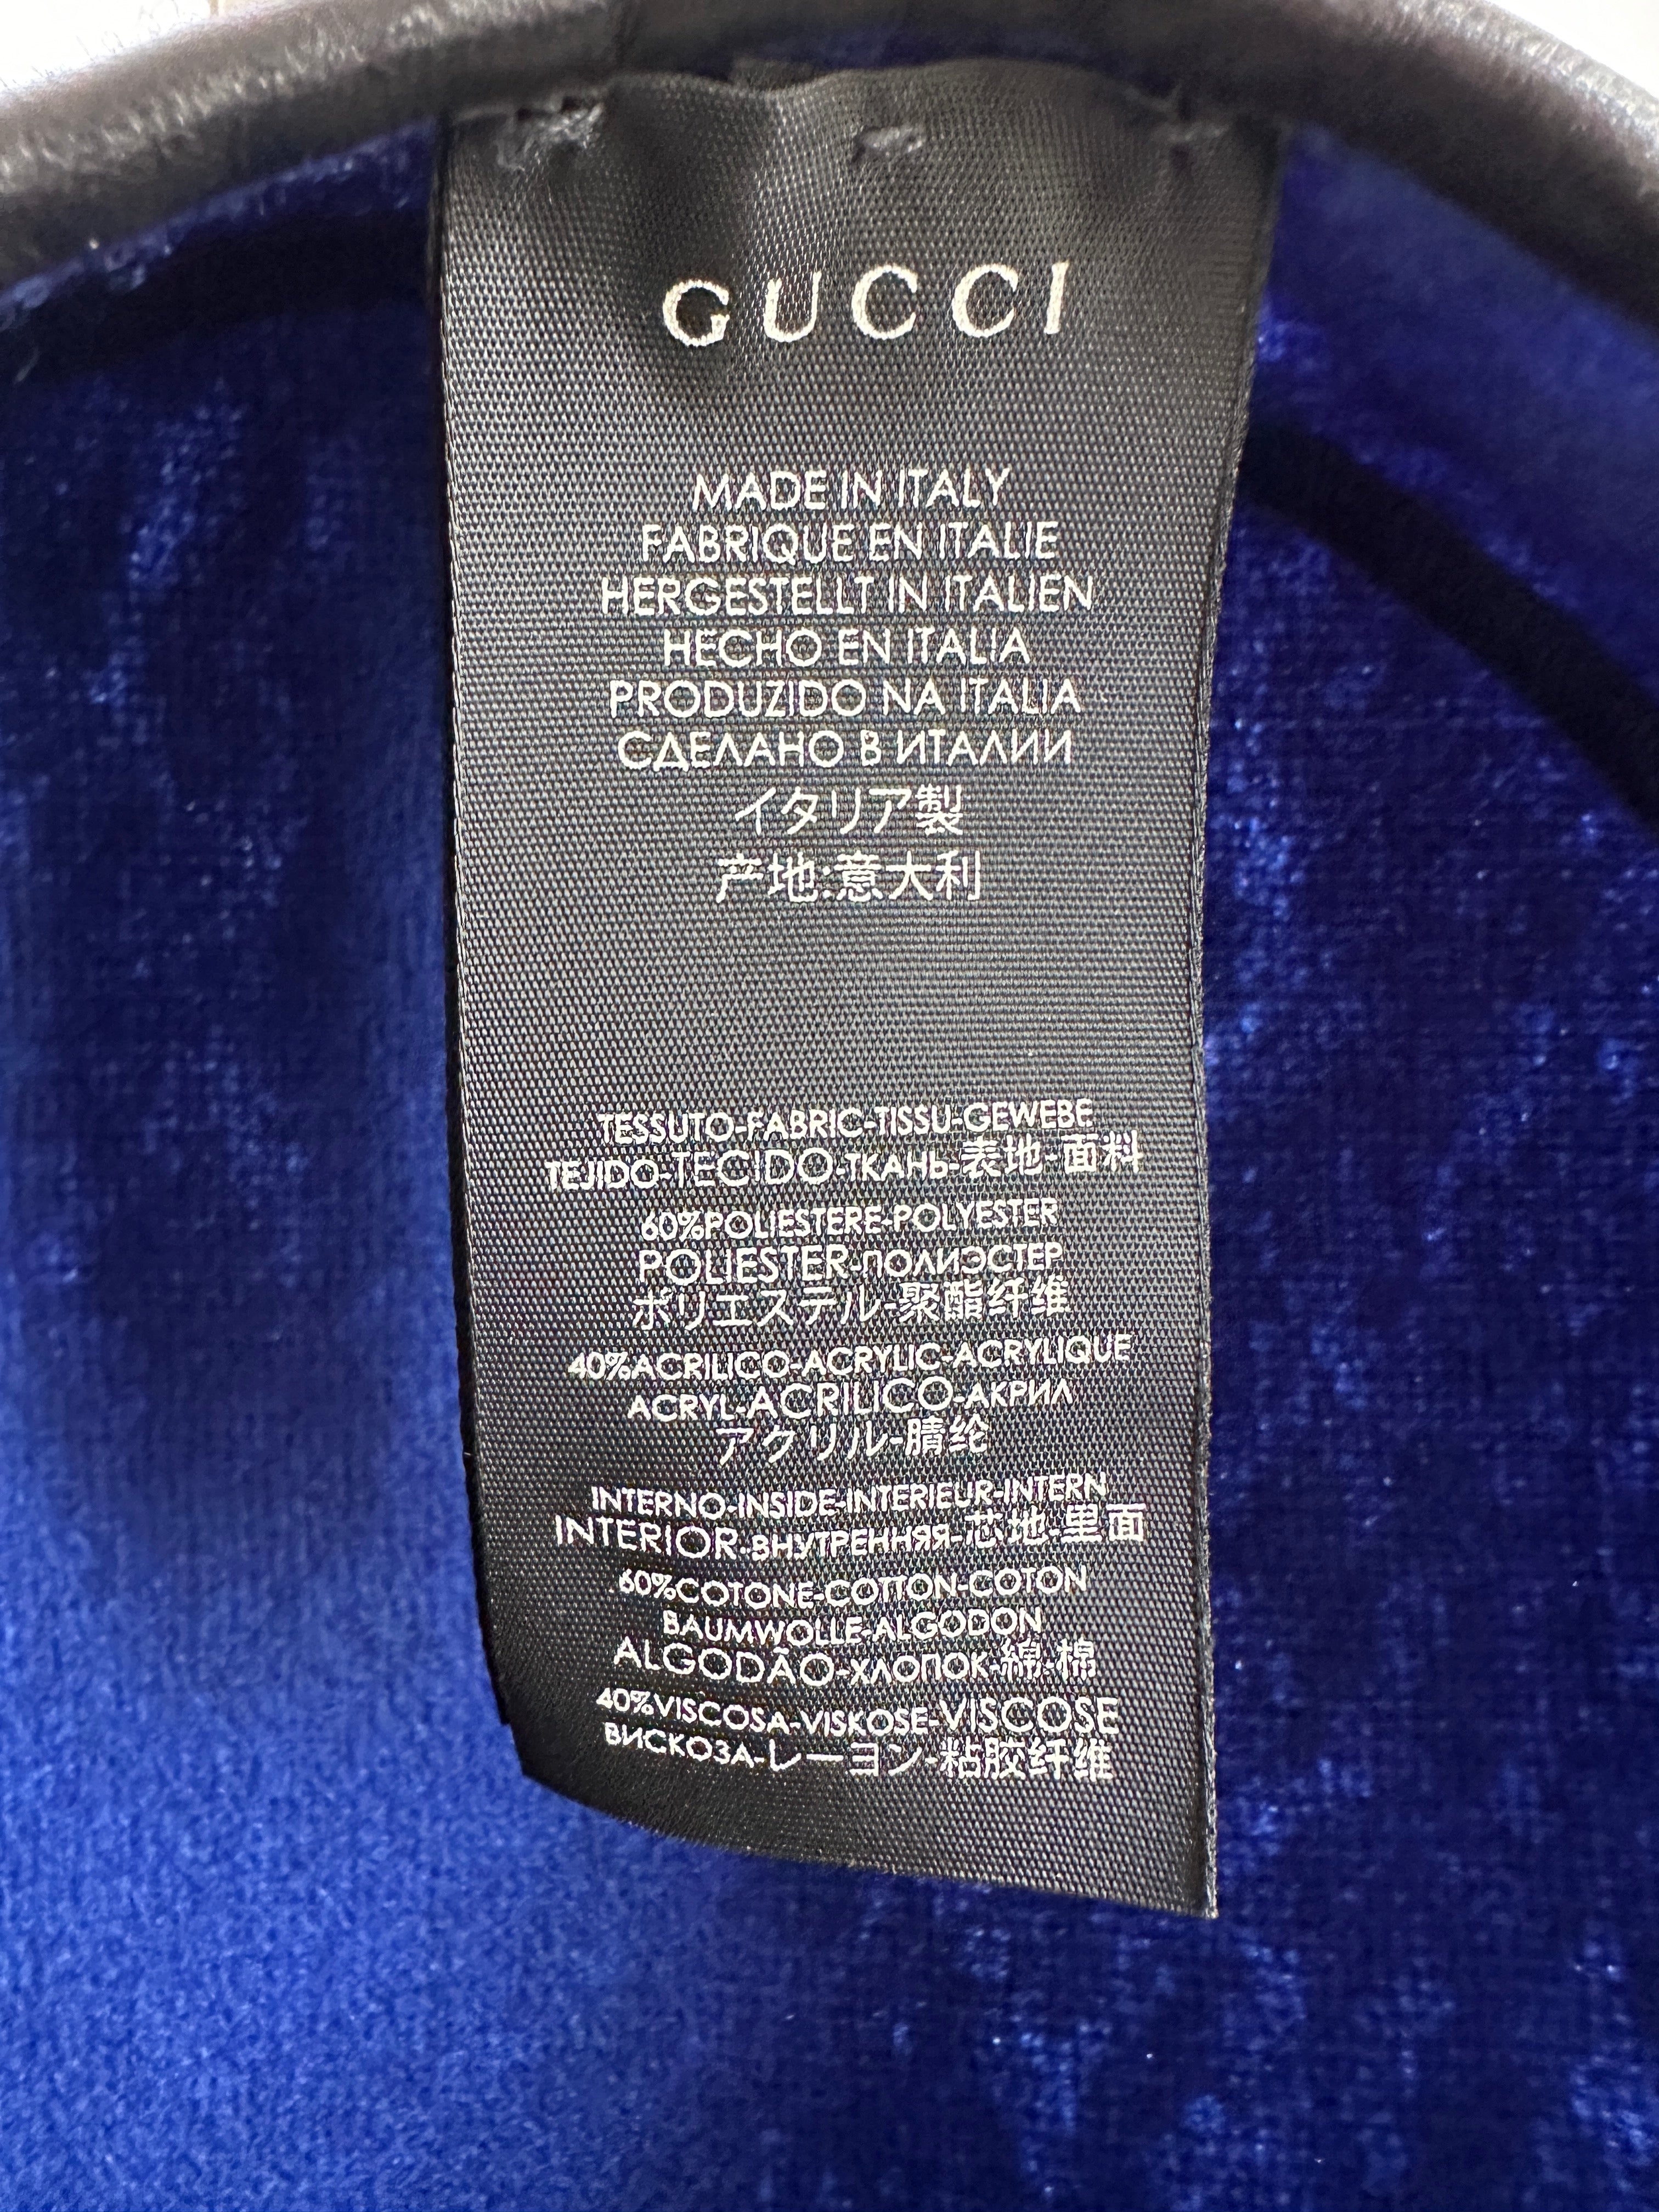 GUCCI
MADE IN ITALY
FABRIQUE EN ITALIE
HERGESTELLT IN ITALIEN
HECHO EN ITALIA
PRODUZIDO NA ITALIA
СДЕЛАНО В ИТАЛИИ
イタリア製
产地:意大利
TESSUTO-FABRIC-TISSU-GEWEBE
TEJIDO-TECIDO-ТКАНЬ-表地-面料
60%POLIESTERE-POLYESTER
POLIESTER-ПОЛИЭСТЕР
ポリエステル-聚酯纤维
40%ACRILICO-ACRYLIC-ACRYLIQUE
ACRYL-ACRILICO-АКРИЛ
アクリル-腈纶
INTERNO-INSIDE-INTERIEUR-INTERN
INTERIOR-ВНУТРЕННЯЯ-芯地-里面
60%COTONE-COTTON-COTON
BAUMWOLLE-ALGODON
ALGODÃO-ХЛОПОК-綿-棉
40%VISCOSA-VISKOSE-VISCOSE
ВИСКОЗА-レーヨン-粘胶纤维